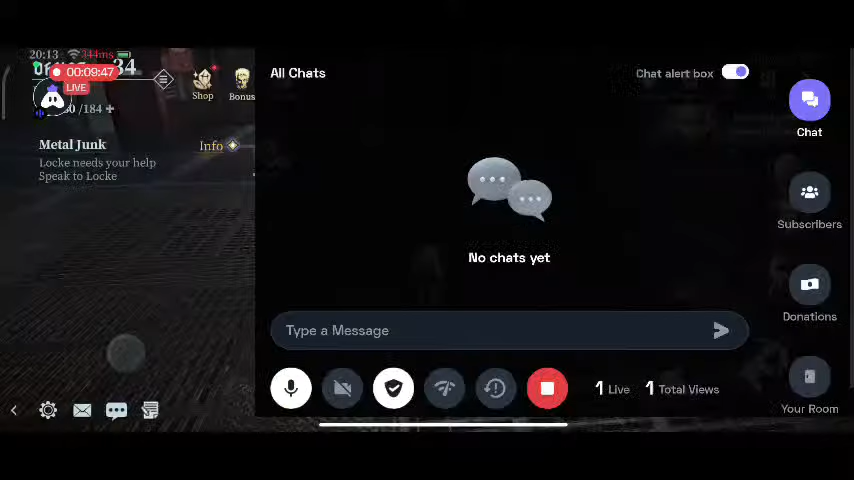 20:13 344ms
34
00:09:47
LIVE
/184
Shop
Bonus
Metal Junk
Info
Locke needs your help
Speak to Locke
All Chats
Chat alert box
No chats yet
Type a Message
1 Live
1 Total Views
Chat
Subscribers
Donations
Your Room